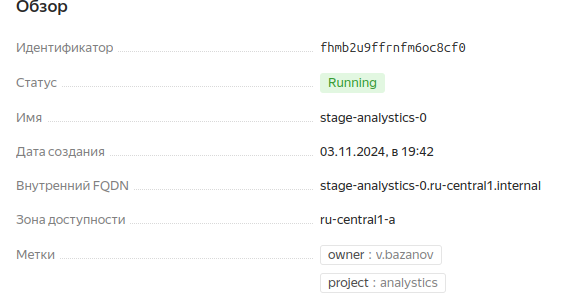 Обзор
Идентификатор fhmb2u9ffrnfm6oc8cf0
Статус Running
Имя stage-analystics-0
Дата создания 03.11.2024, в 19:42
Внутренний FQDN stage-analystics-0.ru-central1.internal
Зона доступности ru-central1-a
Метки owner : v.bazanov
project : analystics